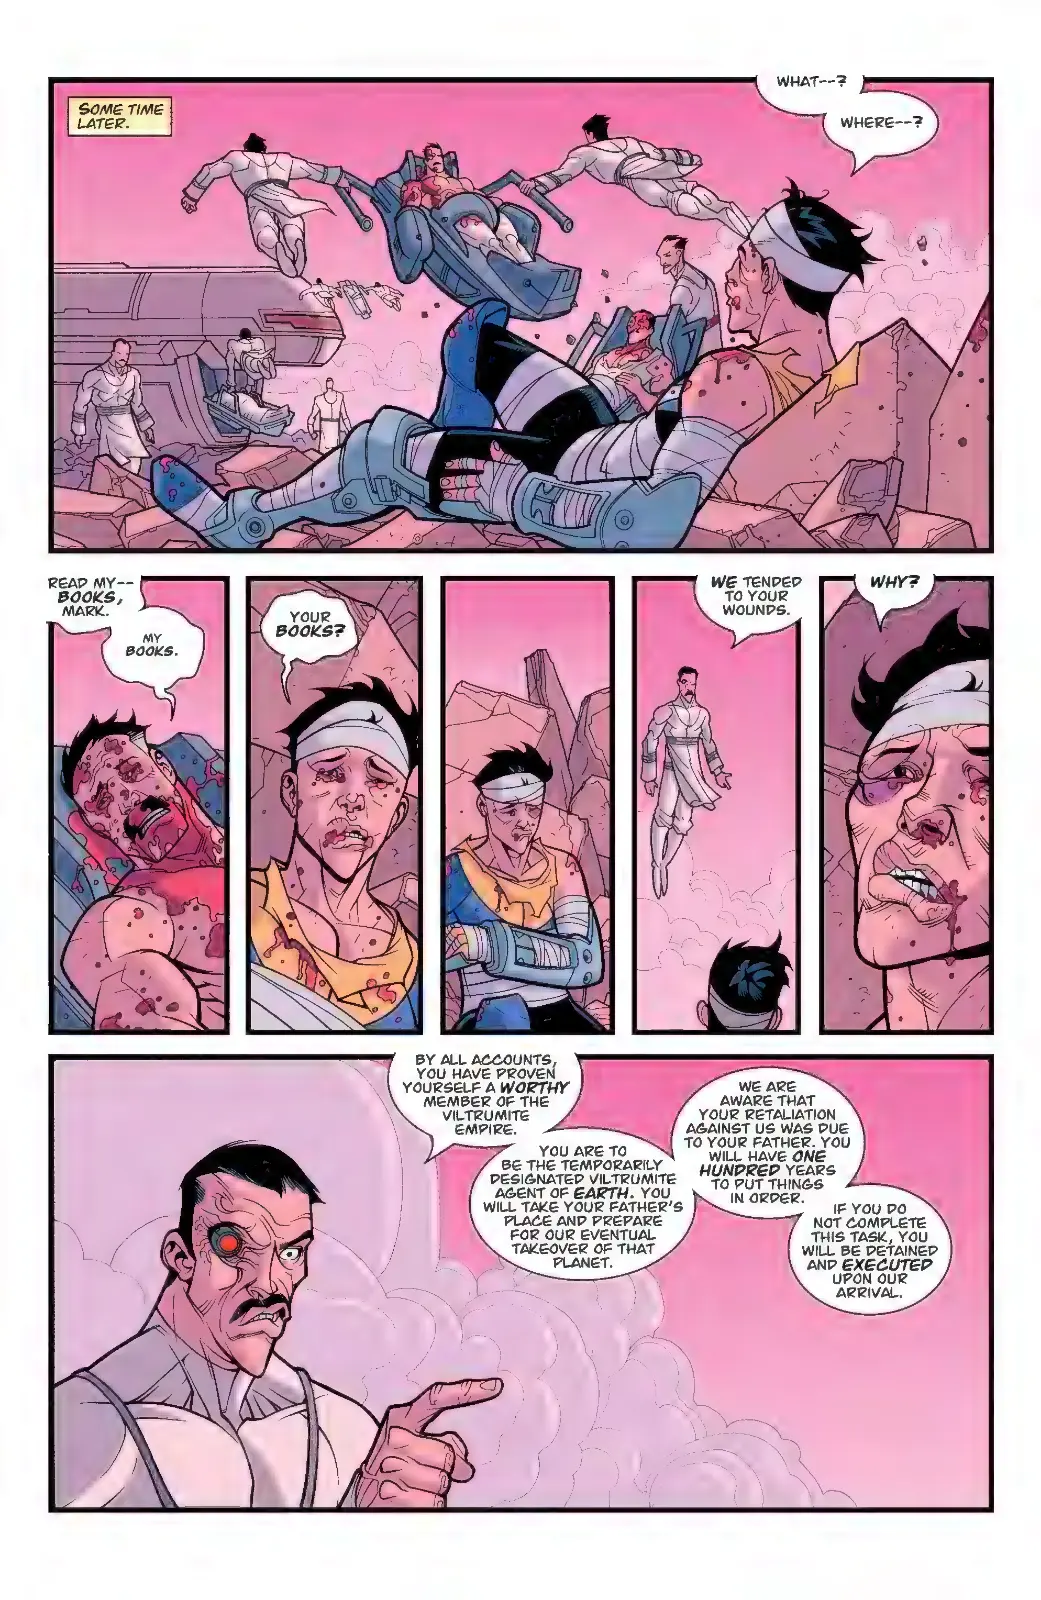 SOME TIME
LATER.
WHAT--?
WHERE--?
READ MY--
BOOKS,
MARK.
MY
BOOKS.
YOUR
BOOKS?
WE TENDED
TO YOUR
WOUNDS.
WHY?
BY ALL ACCOUNTS,
YOU HAVE PROVEN
YOURSELF A WORTHY
MEMBER OF THE
VILTRUMITE
EMPIRE.
YOU ARE TO
BE THE TEMPORARILY
DESIGNATED VILTRUMITE
AGENT OF EARTH. YOU
WILL TAKE YOUR FATHER'S
PLACE AND PREPARE
FOR OUR EVENTUAL
TAKEOVER OF THAT
PLANET.
WE ARE
AWARE THAT
YOUR RETALIATION
AGAINST US WAS DUE
TO YOUR FATHER. YOU
WILL HAVE ONE
HUNDRED YEARS
TO PUT THINGS
IN ORDER.
IF YOU DO
NOT COMPLETE
THIS TASK, YOU
WILL BE DETAINED
AND EXECUTED
UPON OUR
ARRIVAL.